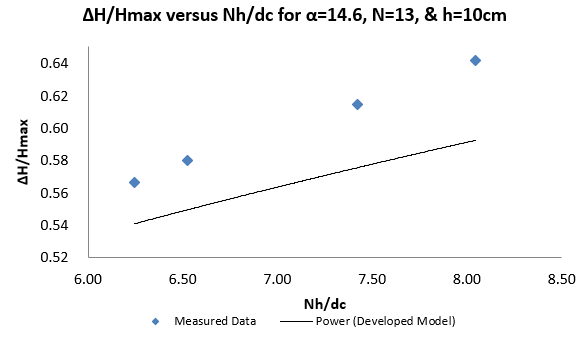 ΔH/Hmax versus Nh/dc for α=14.6, N=13, & h=10cm
ΔH/Hmax
0.64
0.62
0.60
0.58
0.56
0.54
0.52
6.00 6.50 7.00 7.50 8.00 8.50
Nh/dc
Measured Data Power (Developed Model)